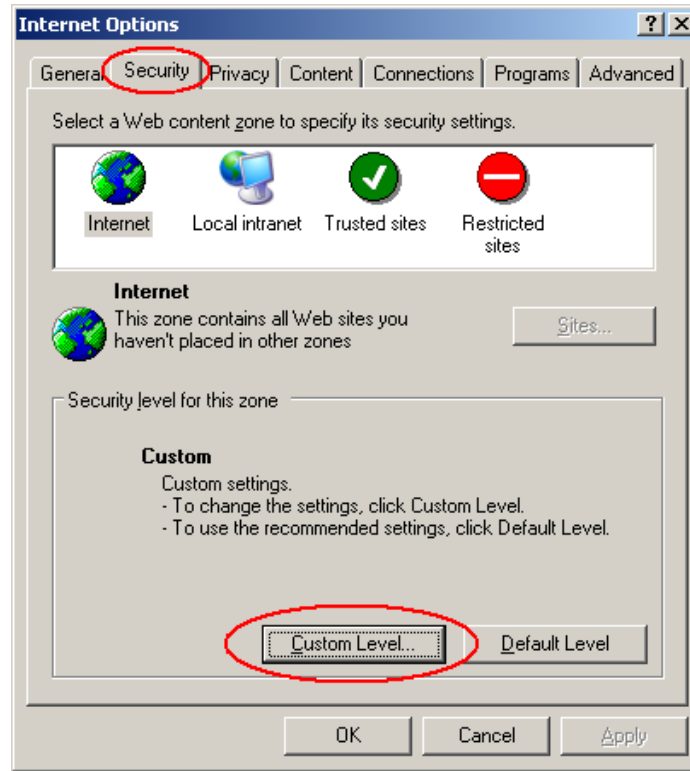 Internet Options
General Security Privacy Content Connections Programs Advanced
Select a Web content zone to specify its security settings.
Internet Local intranet Trusted sites Restricted
sites
Internet
This zone contains all Web sites you
haven't placed in other zones
Sites...
Security level for this zone
Custom
Custom settings.
- To change the settings, click Custom Level.
- To use the recommended settings, click Default Level.
Custom Level... Default Level
OK Cancel Apply